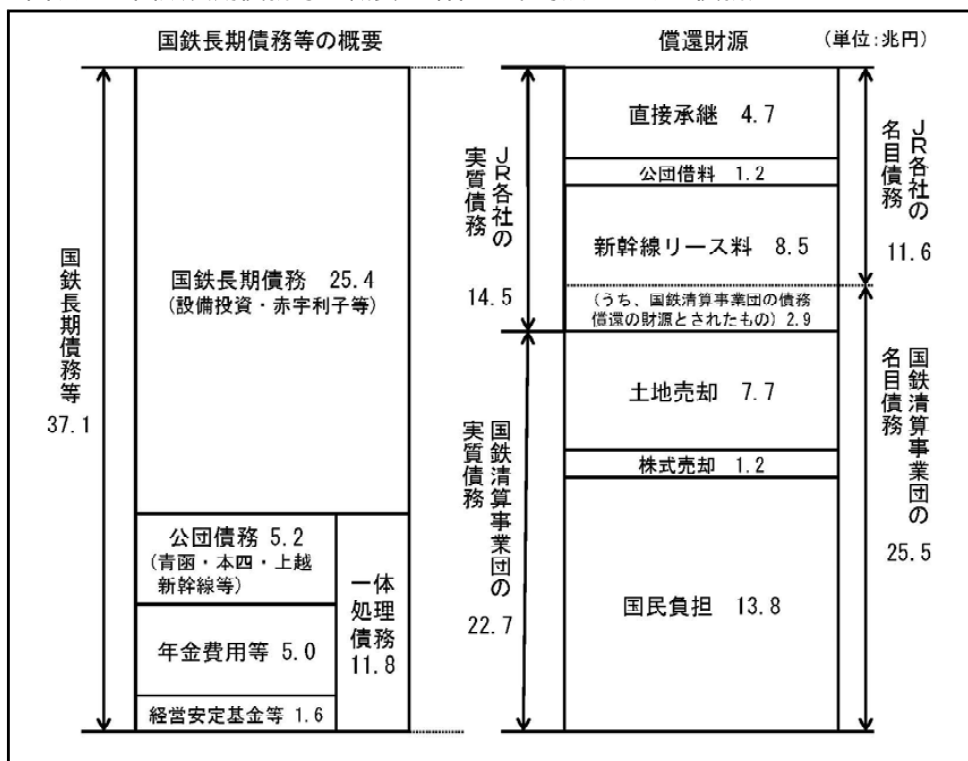 国鉄長期債務等の概要
償還財源
(単位:兆円)
国鉄長期債務等
37.1
国鉄長期債務 25.4
(設備投資・赤字利子等)
公団債務 5.2
(青函・本四・上越
新幹線等)
年金費用等 5.0
経営安定基金等 1.6
一体
処理
債務
11.8
JR各社の
実質債務
14.5
国鉄清算事業団の
実質債務
22.7
直接承継 4.7
公団借料 1.2
新幹線リース料 8.5
(うち、国鉄清算事業団の債務
償還の財源とされたもの) 2.9
土地売却 7.7
株式売却 1.2
国民負担 13.8
JR各社の
名目債務
11.6
国鉄清算事業団の
名目債務
25.5